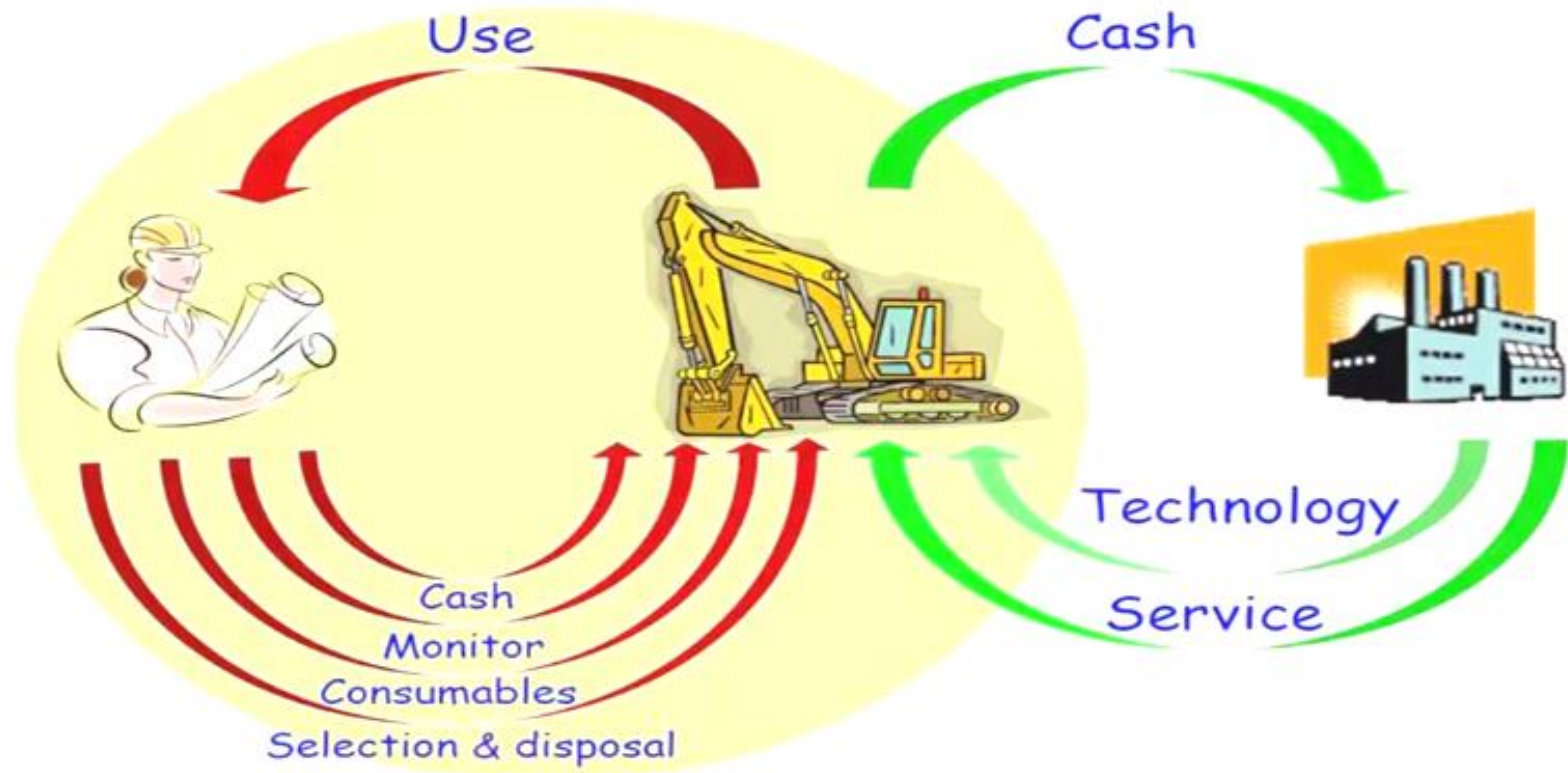 Use
Cash
Technology
Service
Cash
Monitor
Consumables
Selection & disposal